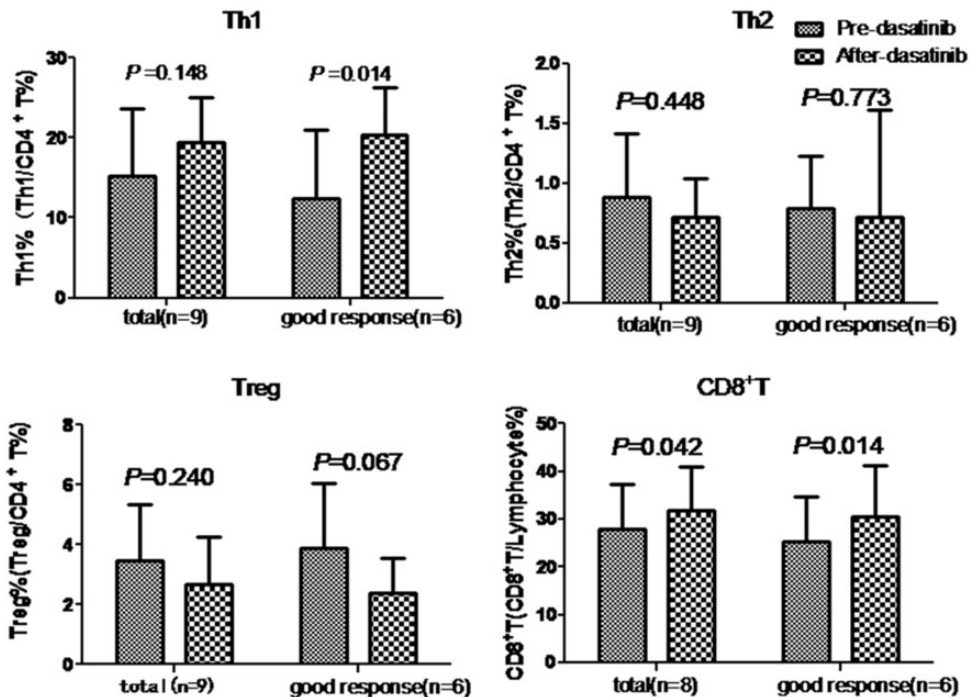 Th1
Th1% (Th1/CD4 + T%)
30
20
10
0
P=0.148
P=0.014
total(n=9)
good response(n=6)
Th2
Pre-dasatinib
After-dasatinib
Th2%(Th2/CD4 + T%)
2.0
1.5
1.0
0.5
0.0
P=0.448
P=0.773
total(n=9)
good response(n=6)
Treg
Treg%(Treg/CD4 + T%)
8
6
4
2
0
P=0.240
P=0.067
total(n=9)
good response(n=6)
CD8+T
CD8+T(CD8+T/Lymphocyte%)
50
40
30
20
10
0
P=0.042
P=0.014
total(n=8)
good response(n=6)